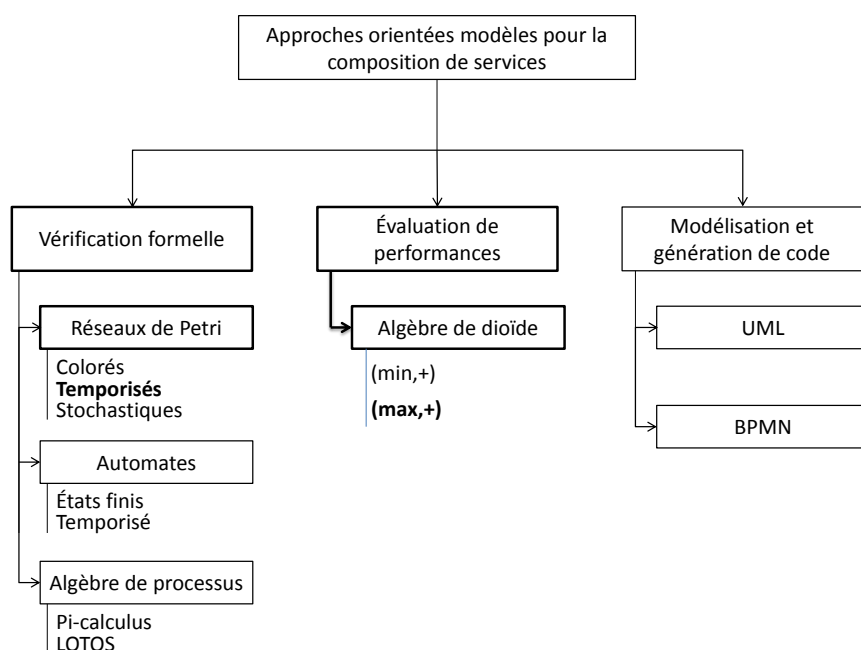 Approches orientées modèles pour la
composition de services
Vérification formelle
Réseaux de Petri
Colorés
Temporisés
Stochastiques
Automates
États finis
Temporisé
Algèbre de processus
Pi-calculus
LOTOS
Évaluation de
performances
Algèbre de dioïde
(min,+)
(max,+)
Modélisation et
génération de code
UML
BPMN